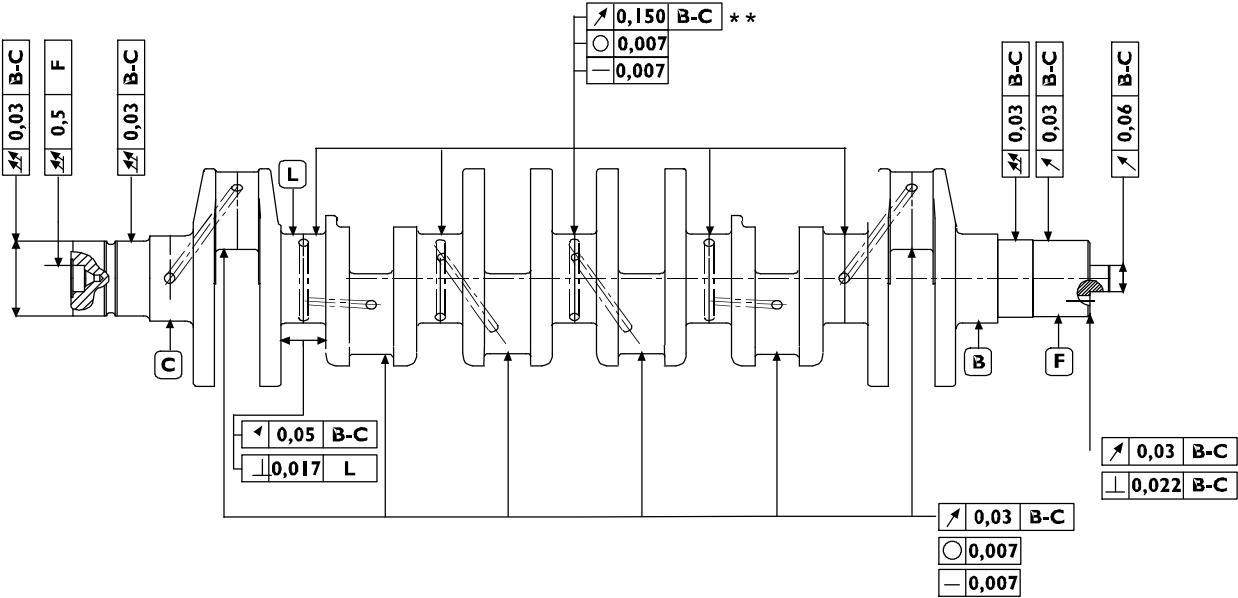 0,150 B-C **
0,007
0,007
0,03 B-C
0,5 F
0,03 B-C
0,03 B-C
0,03 B-C
0,06 B-C
L
C
B
F
0,05 B-C
0,017 L
0,03 B-C
0,022 B-C
0,03 B-C
0,007
0,007